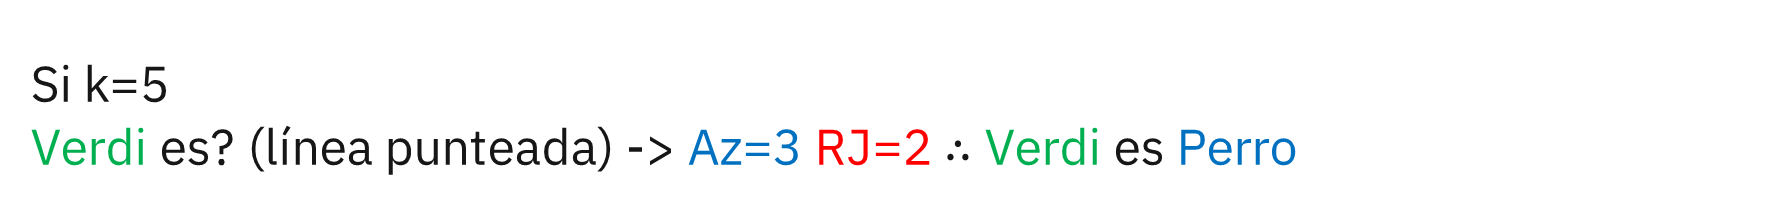 Si k=5
Verdi es? (línea punteada) -> Az=3 RJ=2 ∴ Verdi es Perro